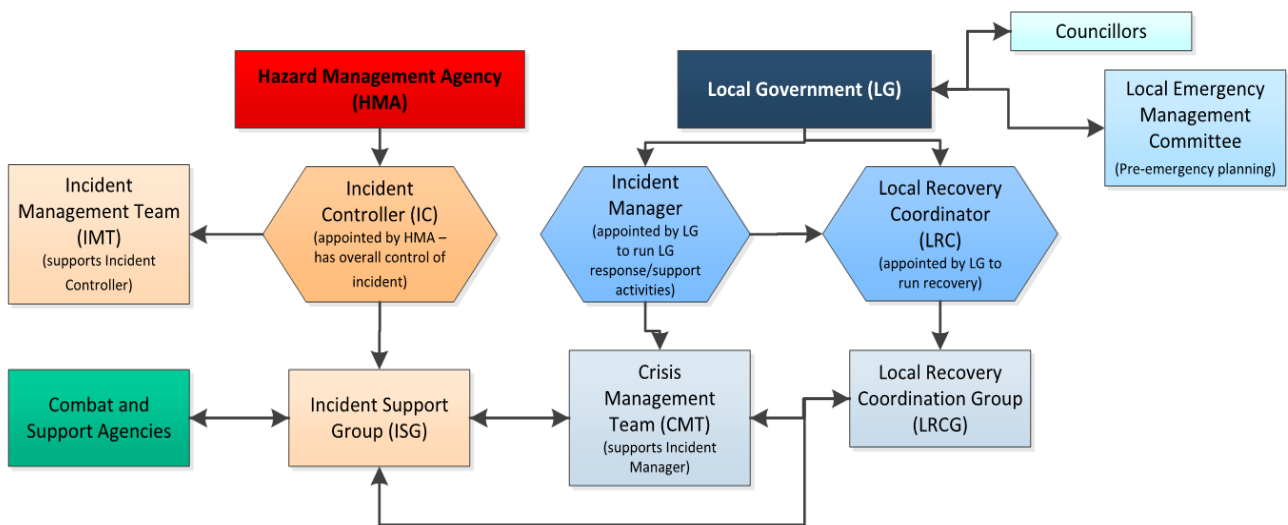 Councillors
Hazard Management Agency
(HMA)
Local Government (LG)
Local Emergency
Management
Committee
(Pre-emergency planning)
Incident
Management Team
(IMT)
(supports Incident
Controller)
Incident
Controller (IC)
(appointed by HMA –
has overall control of
incident)
Incident
Manager
(appointed by LG
to run LG
response/support
activities)
Local Recovery
Coordinator
(LRC)
(appointed by LG to
run recovery)
Combat and
Support Agencies
Incident Support
Group (ISG)
Crisis
Management
Team (CMT)
(supports Incident
Manager)
Local Recovery
Coordination Group
(LRCG)